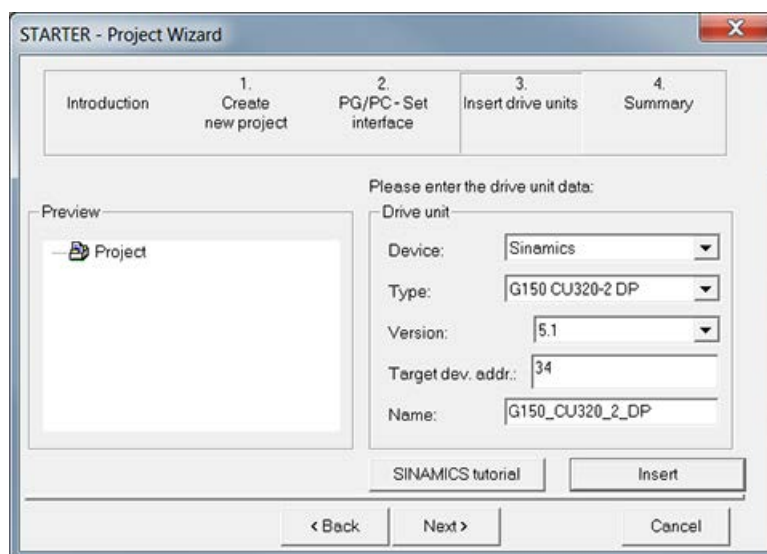 STARTER - Project Wizard
X
Introduction
1.
Create
new project
2.
PG/PC - Set
interface
3.
Insert drive units
4.
Summary
Please enter the drive unit data:
Preview
Project
Drive unit
Device: Sinamics
Type: G150 CU320-2 DP
Version: 5.1
Target dev. addr.: 34
Name: G150_CU320_2_DP
SINAMICS tutorial
Insert
< Back
Next >
Cancel